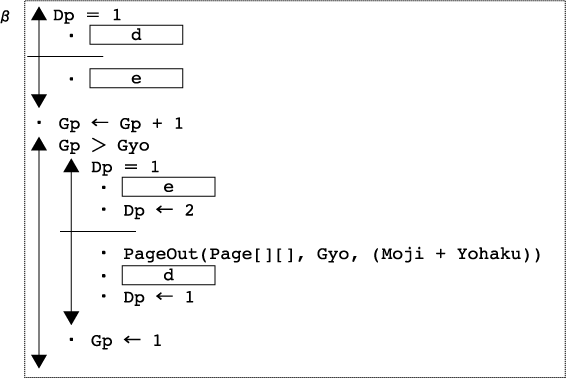 β
Dp = 1
・ d
・ e
・ Gp ← Gp + 1
Gp > Gyo
Dp = 1
・ e
・ Dp ← 2
・ PageOut(Page[][], Gyo, (Moji + Yohaku))
・ d
・ Dp ← 1
・ Gp ← 1